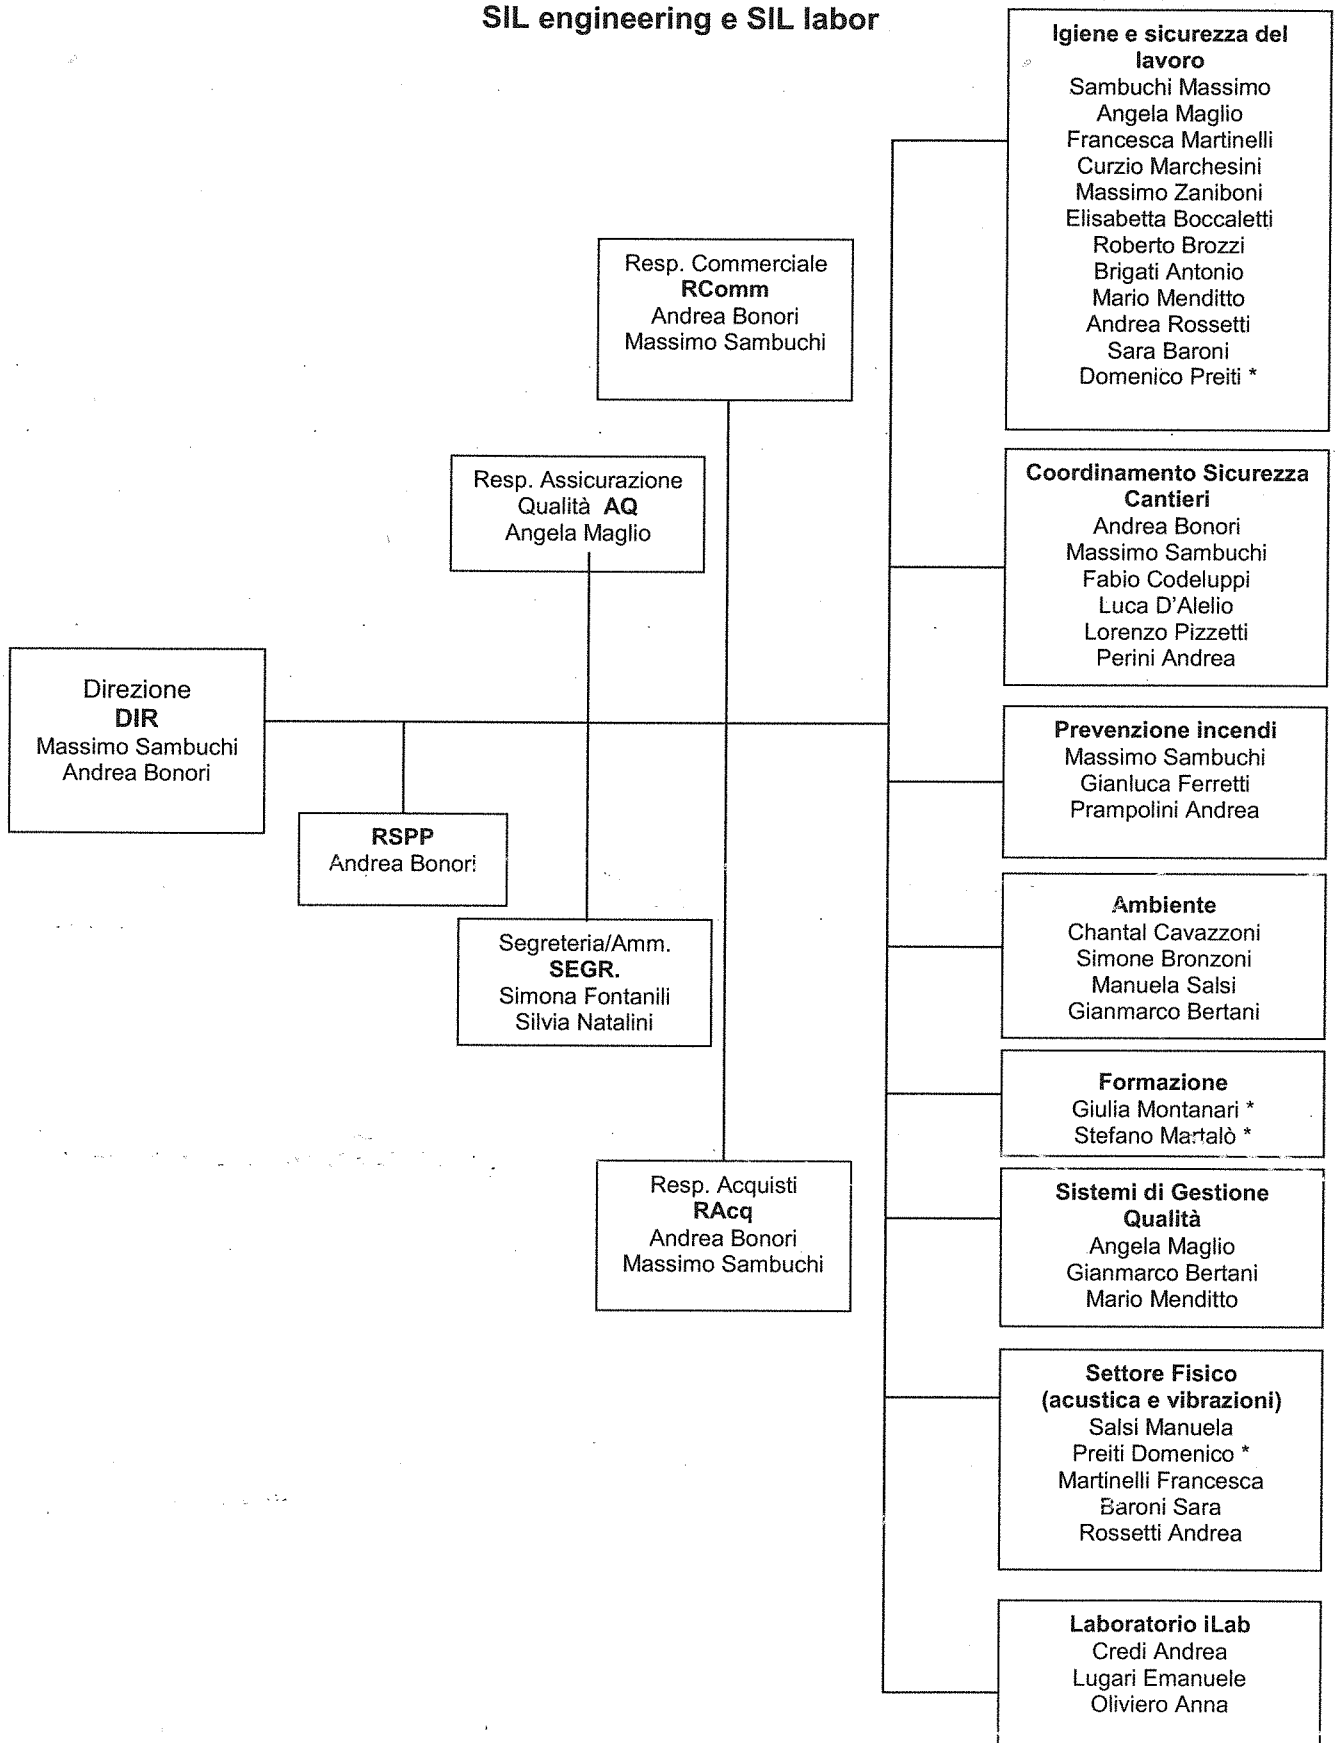 SIL engineering e SIL labor
Igiene e sicurezza del
lavoro
Sambuchi Massimo
Angela Maglio
Francesca Martinelli
Curzio Marchesini
Massimo Zaniboni
Elisabetta Boccaletti
Roberto Brozzi
Brigati Antonio
Mario Menditto
Andrea Rossetti
Sara Baroni
Domenico Preiti *
Resp. Commerciale
RComm
Andrea Bonori
Massimo Sambuchi
Resp. Assicurazione
Qualità AQ
Angela Maglio
Coordinamento Sicurezza
Cantieri
Andrea Bonori
Massimo Sambuchi
Fabio Codeluppi
Luca D'Alelio
Lorenzo Pizzetti
Perini Andrea
Direzione
DIR
Massimo Sambuchi
Andrea Bonori
Prevenzione incendi
Massimo Sambuchi
Gianluca Ferretti
Prampolini Andrea
RSPP
Andrea Bonori
Segreteria/Amm.
SEGR.
Simona Fontanili
Silvia Natalini
Ambiente
Chantal Cavazzoni
Simone Bronzoni
Manuela Salsi
Gianmarco Bertani
Formazione
Giulia Montanari *
Stefano Martalò *
Resp. Acquisti
RAcq
Andrea Bonori
Massimo Sambuchi
Sistemi di Gestione
Qualità
Angela Maglio
Gianmarco Bertani
Mario Menditto
Settore Fisico
(acustica e vibrazioni)
Salsi Manuela
Preiti Domenico *
Martinelli Francesca
Baroni Sara
Rossetti Andrea
Laboratorio iLab
Credi Andrea
Lugari Emanuele
Oliviero Anna